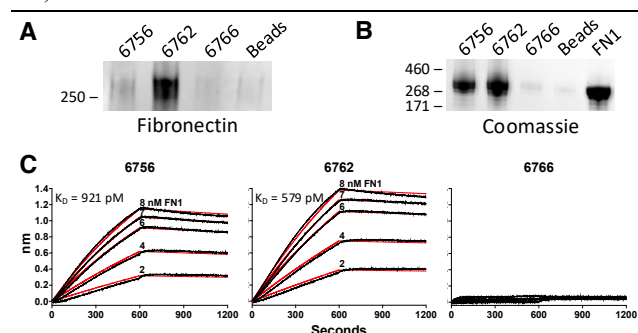 A
6756 6762 6766 Beads
250 –
Fibronectin
B
6756 6762 6766 Beads FN1
460 –
268 –
171 –
Coomassie
C
6756 6762 6766
nm
1.4
1.2
1.0
0.8
0.6
0.4
0.2
0.0
K_D = 921 pM
8 nM FN1
7
6
4
2
0 300 600 900 1200
K_D = 579 pM
8 nM FN1
7
6
4
2
0 300 600 900 1200
0 300 600 900 1200
Seconds